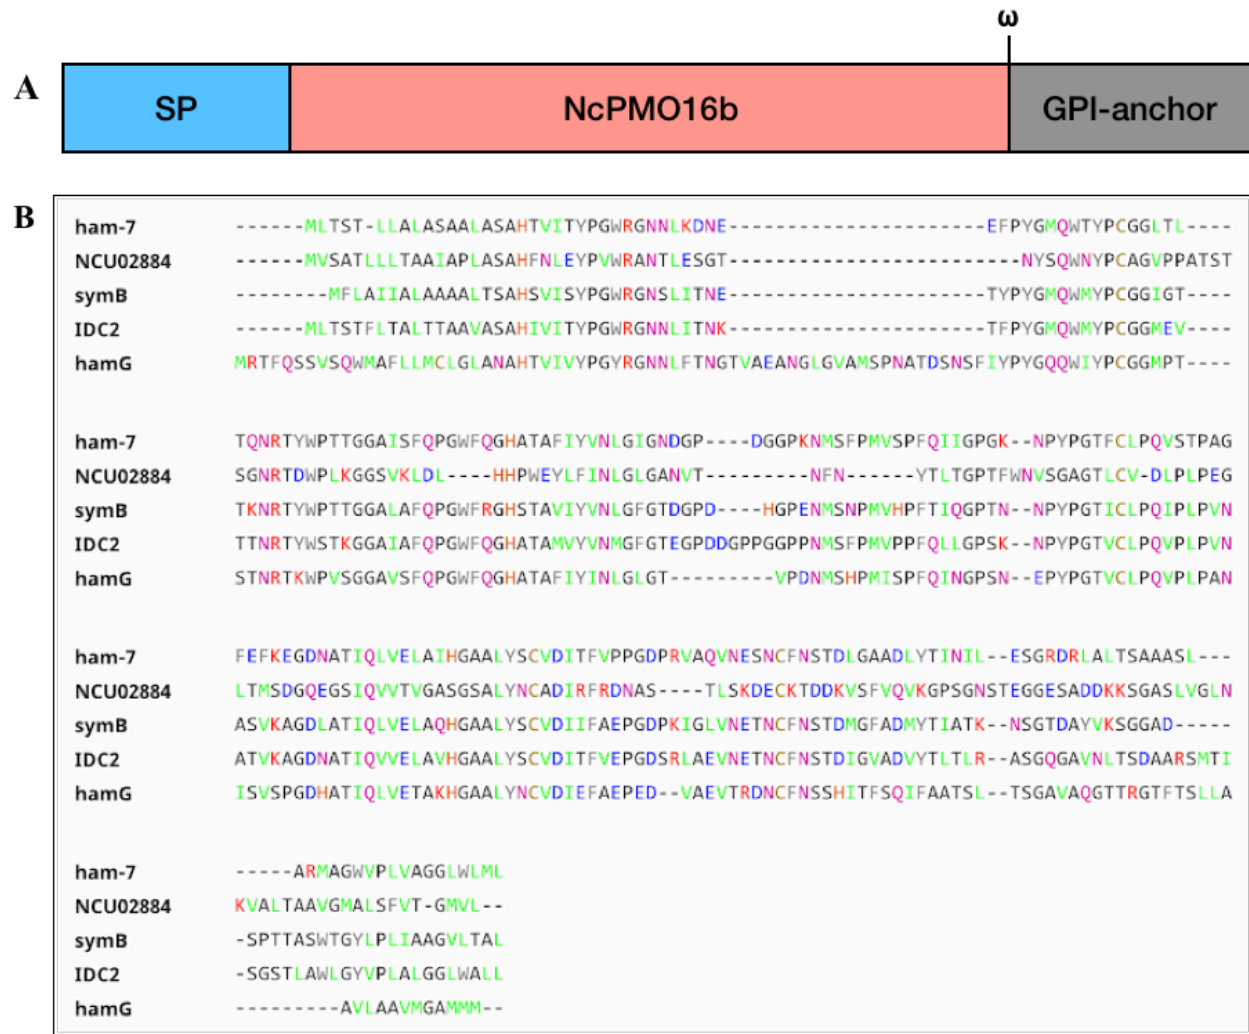 ω
A
SP NcPMO16b GPI-anchor
B
ham-7 ------MLTST-LLALASAALASAHTVITYPGWRGNNLKDNE----------------------EFPYGMQWTYPCGGLTL----
NCU02884 ------MVSATLLLTAAIAPLASAHFNLEYPVWRANTLESGT-------------------------NYSQWNYPCAGVPPATST
symB --------MFLAIIALAAAALTSAHSVISYPGWRGNSLITNE----------------------TYPYGMQWMYPCGGIGT----
IDC2 ------MLTSTFLTALTTAAVASAHIVITYPGWRGNNLITNK----------------------TFPYGMQWMYPCGGMEV----
hamG MRTFQSSVSQWMAFLLMCLGLANAHTVIVYPGYRGNNLFTNGTVAEANGLGVAMSPNATDSNSFIYPYGQQWIYPCGGMPT----
ham-7 TQNRTYWPTTGGAISFQPGWFQGHATAFIYVNLGIGNDGP----DGGPKNMSFPMVSPFQIIGPGK--NPYPGTFCLPQVSTPAG
NCU02884 SGNRTDWPLKGGSVKLDL----HHPWEYLFINLGLGANVT---------NFN------YTLTGPTFWNVSGAGTLCV-DLPLPEG
symB TKNRTYWPTTGGALAFQPGWFRGHSTAVIYVNLGFGTDGPD----HGPENMSNPMVHPFTIQGPTN--NPYPGTICLPQIPLPVN
IDC2 TTNRTYWSTKGGAIAFQPGWFQGHATAMVYVNMGFGTEGPDDGPPGGPPNMSFPMVPPFQLLGPSK--NPYPGTVCLPQVPLPVN
hamG STNRTKWPVSGGAVSFQPGWFQGHATAFIYINLGLGT---------VPDNMSHPMISPFQINGPSN--EPYPGTVCLPQVPLPAN
ham-7 FEFKEGDNATIQLVELAIHGAALYSCVDITFVPPGDPRVAQVNESNCFNSTDLGAADLYTINIL--ESGRDRLALTSAAASL---
NCU02884 LTMSDGQEGSIQVVTVGASGSALYNCADIRFRDNAS----TLSKDECKTDDKVSFVQVKGPSGNSTEGGESADDKKSGASLVGLN
symB ASVKAGDLATIQLVELAQHGAALYSCVDIIFAEPGDPKIGLVNETNCFNSTDMGFADMYTIATK--NSGTDAYVKSGGAD-----
IDC2 ATVKAGDNATIQVVELAVHGAALYSCVDITFVEPGDSRLAEVNETNCFNSTDIGVADVYTLTLR--ASGQGAVNLTSDAARSMTI
hamG ISVSPGDHATIQLVETAKHGAALYNCVDIEFAEPED--VAEVTRDNCFNSSHITFSQIFAATSL--TSGAVAQGTTRGTFTSLLA
ham-7 -----ARMAGWVPLVAGGLWLML
NCU02884 KVALTAAVGMALSFVT-GMVL--
symB -SPTTASWTGYLPLIAAGVLTAL
IDC2 -SGSTLAWLGYVPLALGGLWALL
hamG ---------AVLAAVMGAMMM--